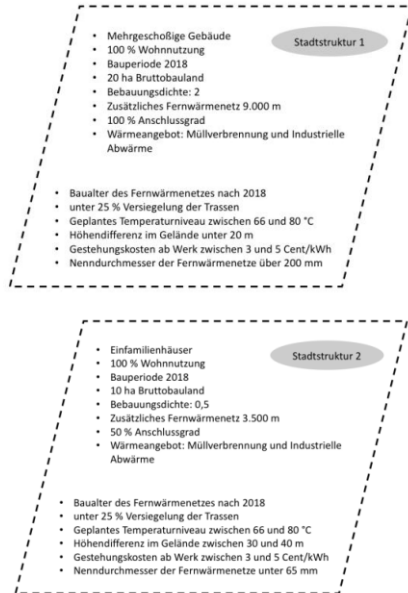 Stadtstruktur 1
• Mehrgeschoßige Gebäude
• 100 % Wohnnutzung
• Bauperiode 2018
• 20 ha Bruttobauland
• Bebauungsdichte: 2
• Zusätzliches Fernwärmenetz 9.000 m
• 100 % Anschlussgrad
• Wärmeangebot: Müllverbrennung und Industrielle
Abwärme
• Baualter des Fernwärmenetzes nach 2018
• unter 25 % Versiegelung der Trassen
• Geplantes Temperaturniveau zwischen 66 und 80 °C
• Höhendifferenz im Gelände unter 20 m
• Gestehungskosten ab Werk zwischen 3 und 5 Cent/kWh
• Nenndurchmesser der Fernwärmenetze über 200 mm
Stadtstruktur 2
• Einfamilienhäuser
• 100 % Wohnnutzung
• Bauperiode 2018
• 10 ha Bruttobauland
• Bebauungsdichte: 0,5
• Zusätzliches Fernwärmenetz 3.500 m
• 50 % Anschlussgrad
• Wärmeangebot: Müllverbrennung und Industrielle
Abwärme
• Baualter des Fernwärmenetzes nach 2018
• unter 25 % Versiegelung der Trassen
• Geplantes Temperaturniveau zwischen 66 und 80 °C
• Höhendifferenz im Gelände zwischen 30 und 40 m
• Gestehungskosten ab Werk zwischen 3 und 5 Cent/kWh
• Nenndurchmesser der Fernwärmenetze unter 65 mm